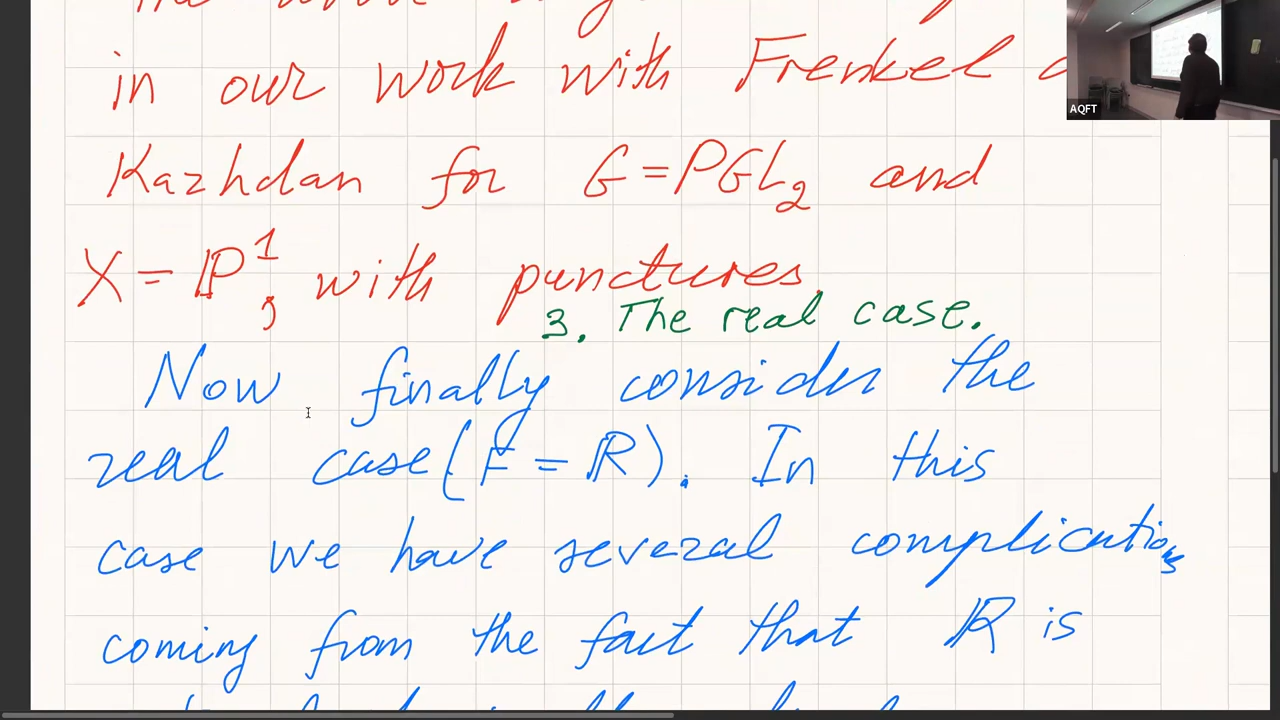 in our work with Frenkel
Kazhdan for G = PGL₂ and
X = ℙ¹, with punctures.
3. The real case.
Now finally consider the
real case (F = ℝ). In this
case we have several complications
coming from the fact that ℝ is
AQFT